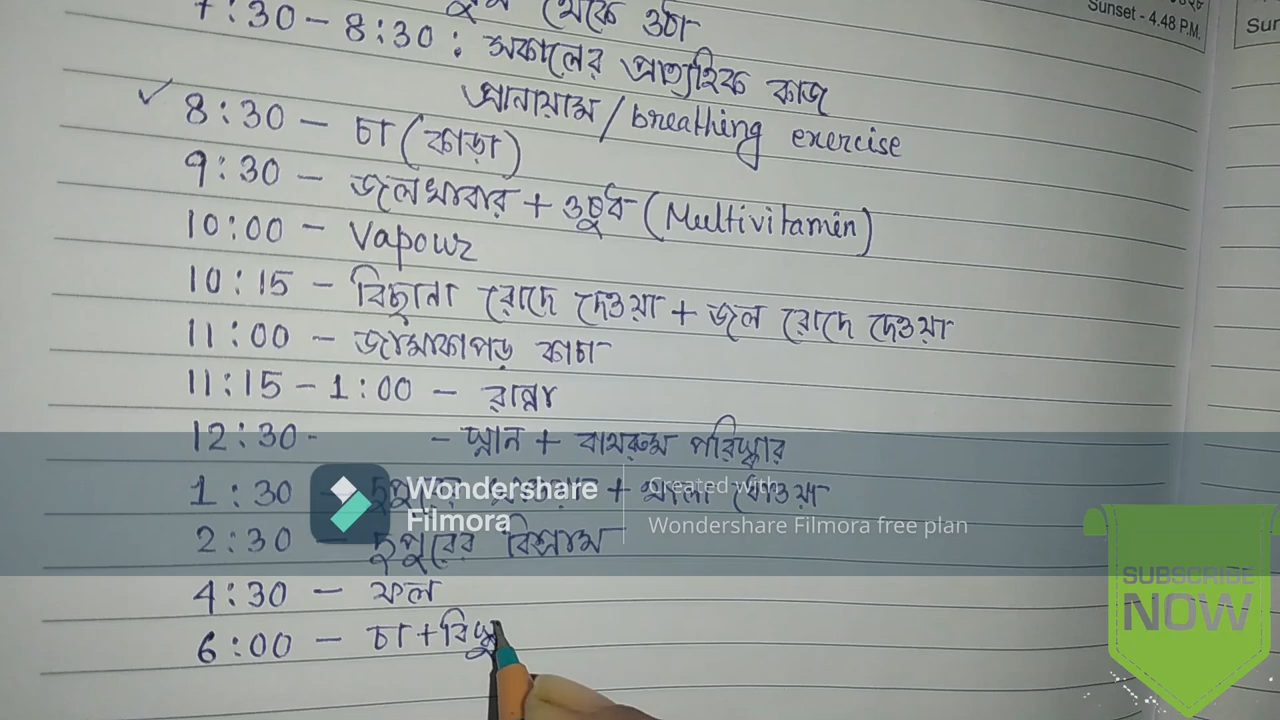 ঘুম থেকে ওঠা
Sunset - 4.48 P.M.
Sun
7:30 - 8:30 : সকালের প্রাত্যহিক কাজ
প্রানায়াম / breathing exercise
✓ 8:30 - চা (কাড়া)
9:30 - জলখাবার + ওষুধ (Multivitamin)
10:00 - Vapour
10:15 - বিছানা রোদে দেওয়া + জল রোদে দেওয়া
11:00 - জামাকাপড় কাচা
11:15 - 1:00 - রান্না
12:30 - - স্নান + বাথরুম পরিস্কার
1:30 - দুপুরের খাওয়া + থালা ধোওয়া
2:30 - দুপুরের বিশ্রাম
4:30 - ফল
6:00 - চা + বিস্কু
Wondershare
Filmora
Created with
Wondershare Filmora free plan
SUBSCRIBE
NOW